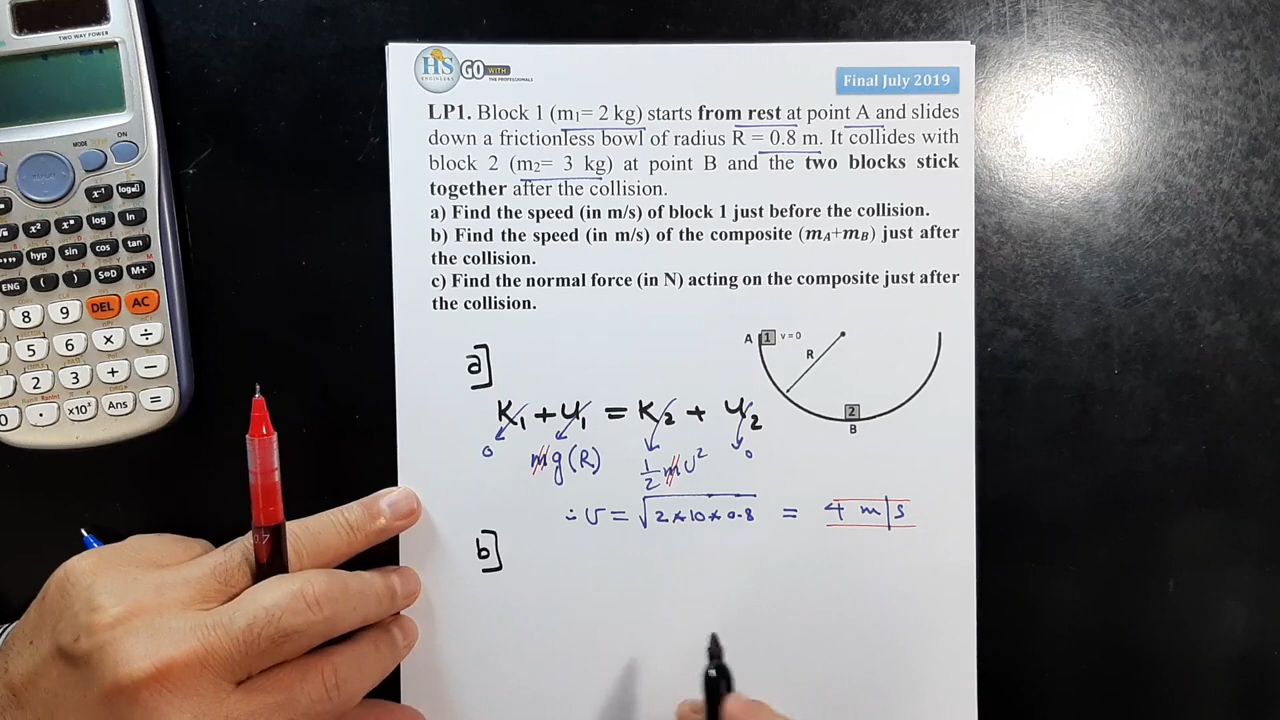 TWO WAY POWER
MODE
ON
x⁻¹ logₐ□
x² xⁿ log ln
hyp sin cos tan
ENG ( ) S⇔D M+
8 9 DEL AC
5 6 × ÷
2 3 + −
0 · ×10ˣ Ans =
HS ENGINEERS GO WITH THE PROFESSIONALS
Final July 2019
LP1. Block 1 (m₁= 2 kg) starts from rest at point A and slides
down a frictionless bowl of radius R = 0.8 m. It collides with
block 2 (m₂= 3 kg) at point B and the two blocks stick
together after the collision.
a) Find the speed (in m/s) of block 1 just before the collision.
b) Find the speed (in m/s) of the composite (mA+mB) just after
the collision.
c) Find the normal force (in N) acting on the composite just after
the collision.
A 1 v = 0
R
2
B
a]
K₁ + U₁ = K₂ + U₂
0 mg(R) ½mv² 0
∴ v = √2*10*0.8 = 4 m/s
b]
0.7